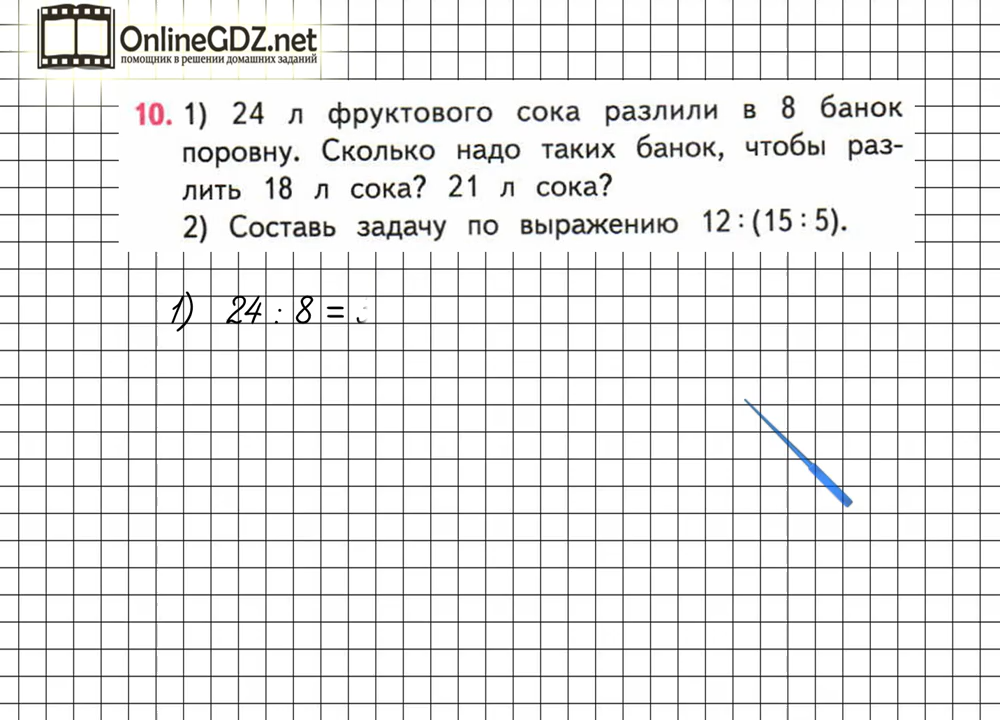 OnlineGDZ.net
помощник в решении домашних заданий
10. 1) 24 л фруктового сока разлили в 8 банок
поровну. Сколько надо таких банок, чтобы раз-
лить 18 л сока? 21 л сока?
2) Составь задачу по выражению 12 : (15 : 5).
1) 24 : 8 =